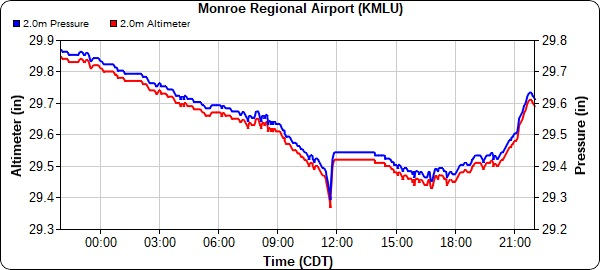 Monroe Regional Airport (KMLU)
2.0m Pressure 2.0m Altimeter
29.9 29.8
29.8 29.7
29.7 29.6
29.6 29.5
29.5 29.4
29.4 29.3
29.3 29.2
Altimeter (in)
Pressure (in)
00:00 03:00 06:00 09:00 12:00 15:00 18:00 21:00
Time (CDT)